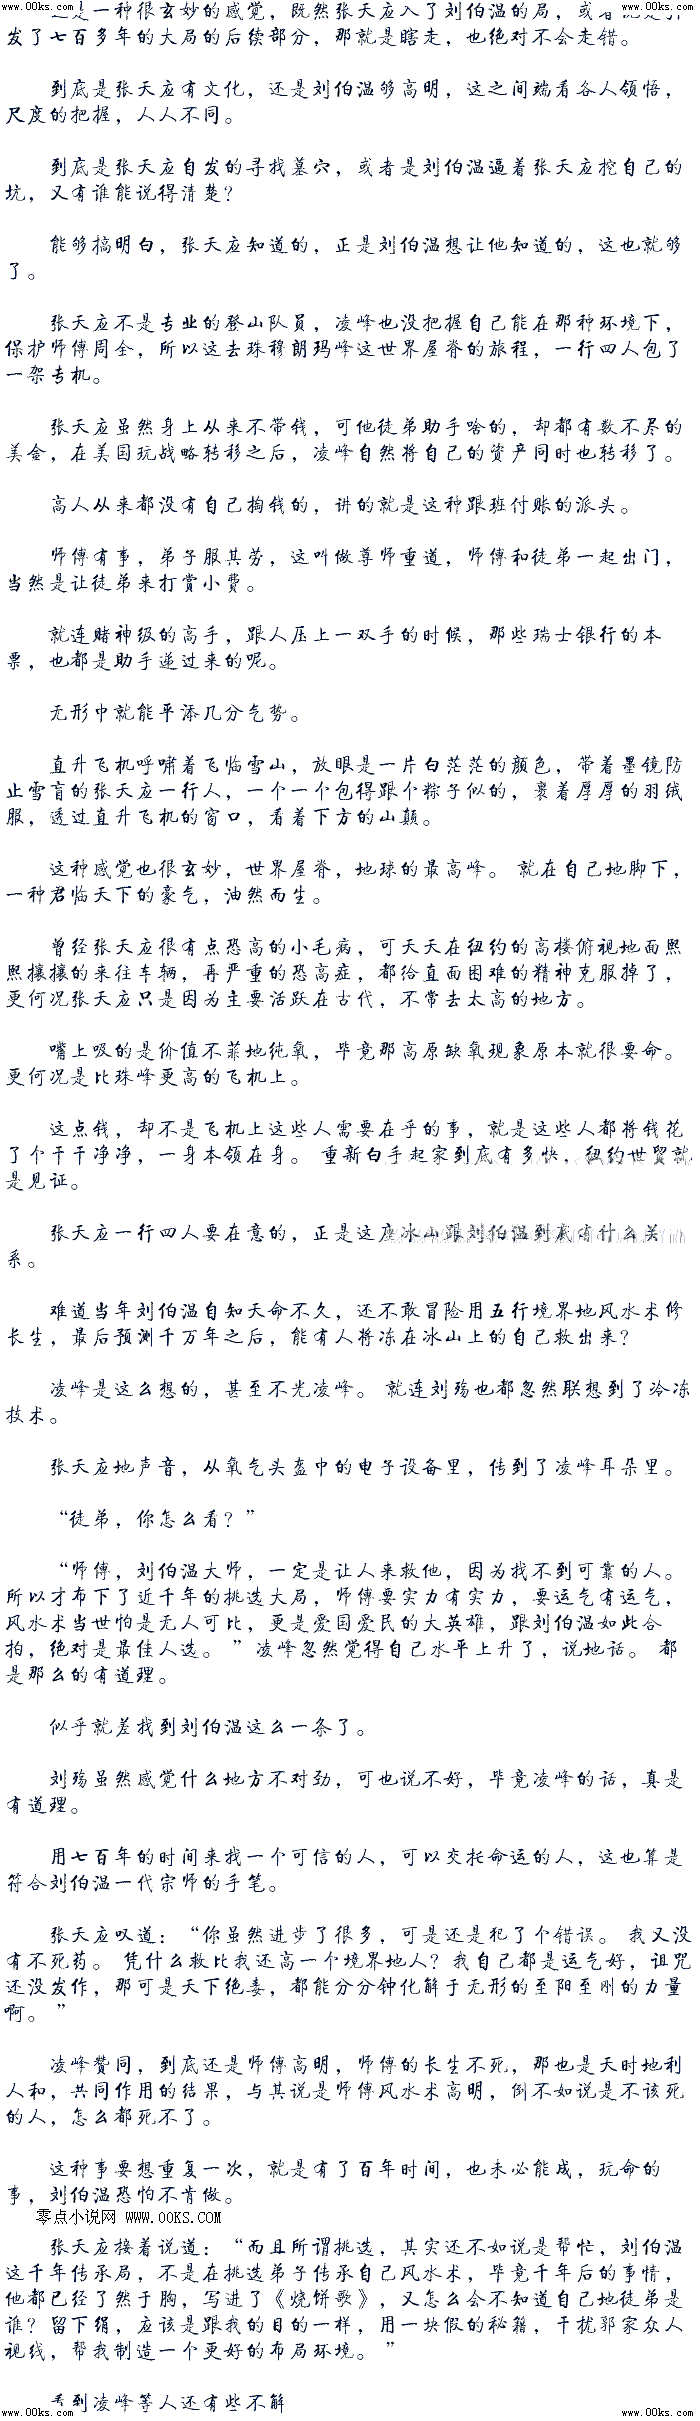 www.00ks.com www.00ks.com
这是一种很玄妙的感觉，既然张天应入了刘伯温的局，或者说是引
发了七百多年的大局的后续部分，那就是瞎走，也绝对不会走错。
到底是张天应有文化，还是刘伯温够高明，这之间端看各人领悟，
尺度的把握，人人不同。
到底是张天应自发的寻找墓穴，或者是刘伯温逼着张天应挖自己的
坑，又有谁能说得清楚？
能够搞明白，张天应知道的，正是刘伯温想让他知道的，这也就够
了。
张天应不是专业的登山队员，凌峰也没把握自己能在那种环境下，
保护师傅周全，所以这去珠穆朗玛峰这世界屋脊的旅程，一行四人包了
一架专机。
张天应虽然身上从来不带钱，可他徒弟助手啥的，却都有数不尽的
美金，在美国玩战略转移之后，凌峰自然将自己的资产同时也转移了。
高人从来都没有自己掏钱的，讲的就是这种跟班付账的派头。
师傅有事，弟子服其劳，这叫做尊师重道，师傅和徒弟一起出门，
当然是让徒弟来打赏小费。
就连赌神级的高手，跟人压上一双手的时候，那些瑞士银行的本
票，也都是助手递过来的呢。
无形中就能平添几分气势。
直升飞机呼啸着飞临雪山，放眼是一片白茫茫的颜色，带着墨镜防
止雪盲的张天应一行人，一个一个包得跟个粽子似的，裹着厚厚的羽绒
服，透过直升飞机的窗口，看着下方的山巅。
这种感觉也很玄妙，世界屋脊，地球的最高峰。 就在自己地脚下，
一种君临天下的豪气，油然而生。
曾经张天应很有点恐高的小毛病，可天天在纽约的高楼俯视地面熙
熙攘攘的来往车辆，再严重的恐高症，都给直面困难的精神克服掉了，
更何况张天应只是因为主要活跃在古代，不常去太高的地方。
嘴上吸的是价值不菲地纯氧，毕竟那高原缺氧现象原本就很要命。
更何况是比珠峰更高的飞机上。
这点钱，却不是飞机上这些人需要在乎的事，就是这些人都将钱花
了个干干净净，一身本领在身。 重新白手起家到底有多快，纽约世贸就
是见证。
张天应一行四人要在意的，正是这座冰山跟刘伯温到底有什么关
系。
难道当年刘伯温自知天命不久，还不敢冒险用五行境界地风水术修
长生，最后预测千万年之后，能有人将冻在冰山上的自己救出来？
凌峰是这么想的，甚至不光凌峰。 就连刘殇也都忽然联想到了冷冻
技术。
张天应地声音，从氧气头盔中的电子设备里，传到了凌峰耳朵里。
“徒弟，你怎么看？”
“师傅，刘伯温大师，一定是让人来救他，因为找不到可靠的人。
所以才布下了近千年的挑选大局，师傅要实力有实力，要运气有运气，
风水术当世怕是无人可比，更是爱国爱民的大英雄，跟刘伯温如此合
拍，绝对是最佳人选。 ”凌峰忽然觉得自己水平上升了，说地话。 都
是那么的有道理。
似乎就差找到刘伯温这么一条了。
刘殇虽然感觉什么地方不对劲，可也说不好，毕竟凌峰的话，真是
有道理。
用七百年的时间来找一个可信的人，可以交托命运的人，这也算是
符合刘伯温一代宗师的手笔。
张天应叹道：“你虽然进步了很多，可是还是犯了个错误。 我又没
有不死药。 凭什么救比我还高一个境界地人？我自己都是运气好，诅咒
还没发作，那可是天下绝毒，都能分分钟化解于无形的至阳至刚的力量
啊。”
凌峰赞同，到底还是师傅高明，师傅的长生不死，那也是天时地利
人和，共同作用的结果，与其说是师傅风水术高明，倒不如说是不该死
的人，怎么都死不了。
这种事要想重复一次，就是有了百年时间，也未必能成，玩命的
事，刘伯温恐怕不肯做。
零点小说网 www.00KS.COM
张天应接着说道：“而且所谓挑选，其实还不如说是帮忙，刘伯温
这千年传承局，不是在挑选弟子传承自己风水术，毕竟千年后的事情，
他都已经了然于胸，写进了《烧饼歌》，又怎么会不知道自己地徒弟是
谁？留下绢，应该是跟我的目的一样，用一块假的秘籍，干扰郭家众人
视线，帮我制造一个更好的布局环境。”
看到凌峰等人还有些不解
www.00ks.com www.00ks.com